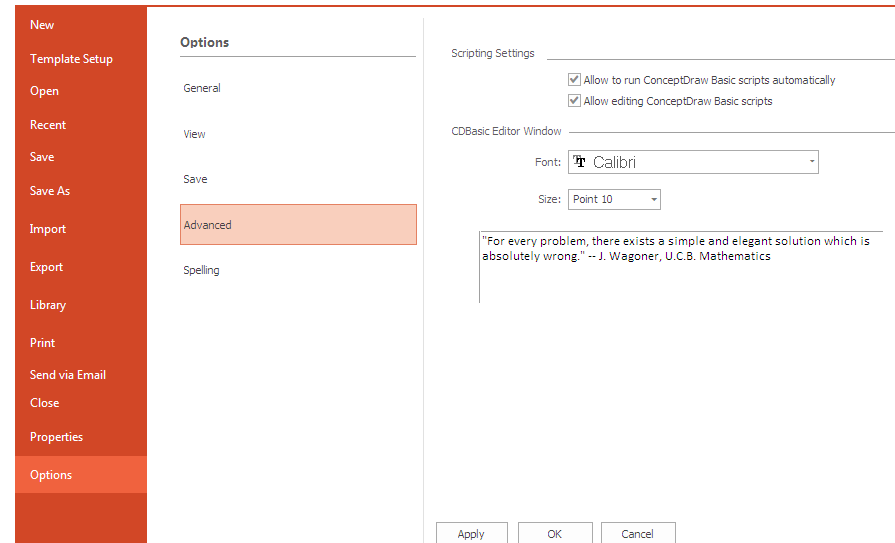 New
Template Setup
Open
Recent
Save
Save As
Import
Export
Library
Print
Send via Email
Close
Properties
Options
Options
General
View
Save
Advanced
Spelling
Scripting Settings
Allow to run ConceptDraw Basic scripts automatically
Allow editing ConceptDraw Basic scripts
CDBasic Editor Window
Font: Calibri
Size: Point 10
"For every problem, there exists a simple and elegant solution which is
absolutely wrong." -- J. Wagoner, U.C.B. Mathematics
Apply OK Cancel